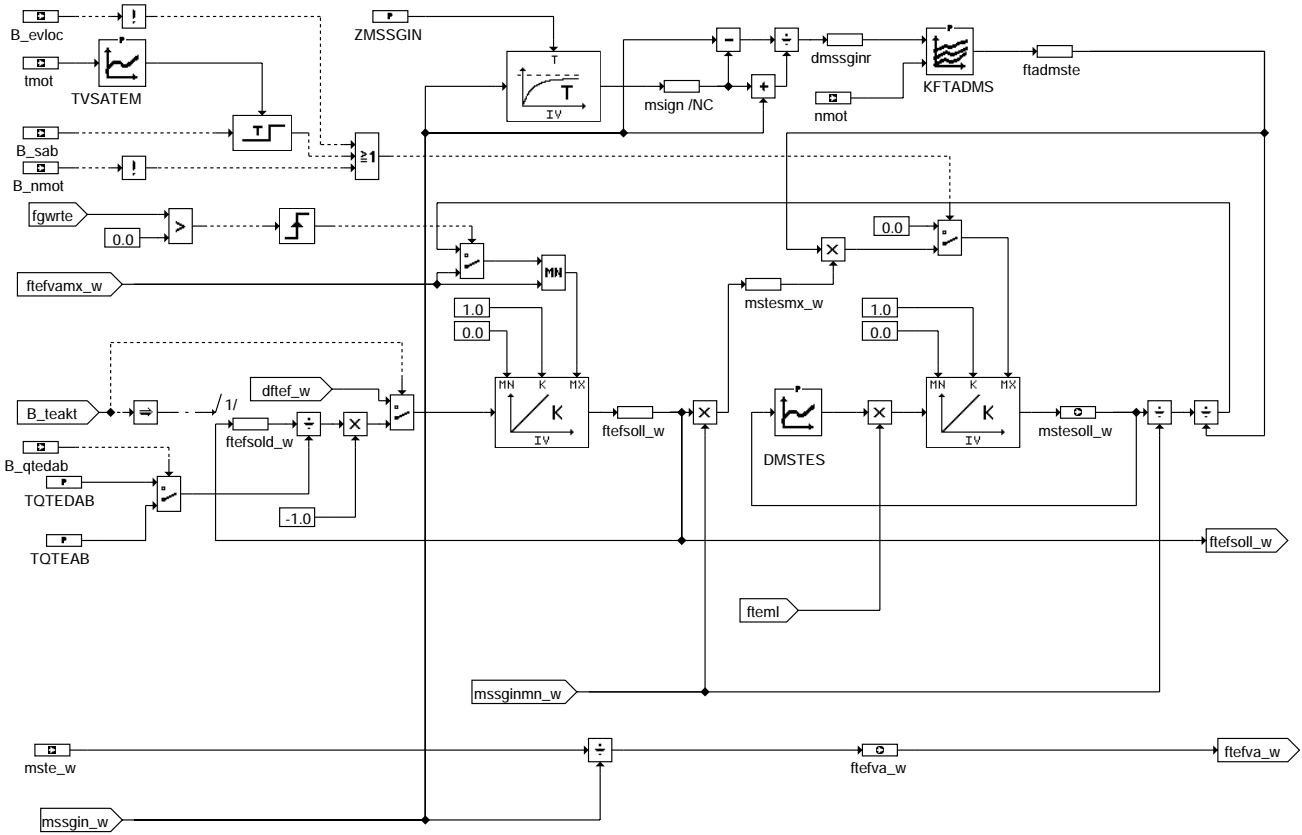 B_evloc
!
P
ZMSSGIN
P
tmot
TVSATEM
T
T
IV
msign /NC
-
÷
+
dmssginr
P
KFTADMS
ftadmste
nmot
B_sab
T
≥1
B_nmot
!
fgwrte
0.0
>
ftefvamx_w
MN
0.0
×
mstesmx_w
1.0
0.0
1.0
0.0
B_teakt
⇒
1/
dftef_w
ftefsold_w
÷
×
MN K MX
K
IV
ftefsoll_w
×
P
DMSTES
×
MN K MX
K
IV
mstesoll_w
÷
÷
B_qtedab
P
TQTEDAB
-1.0
P
TQTEAB
ftefsoll_w
fteml
mssginmn_w
mste_w
÷
ftefva_w
ftefva_w
mssgin_w